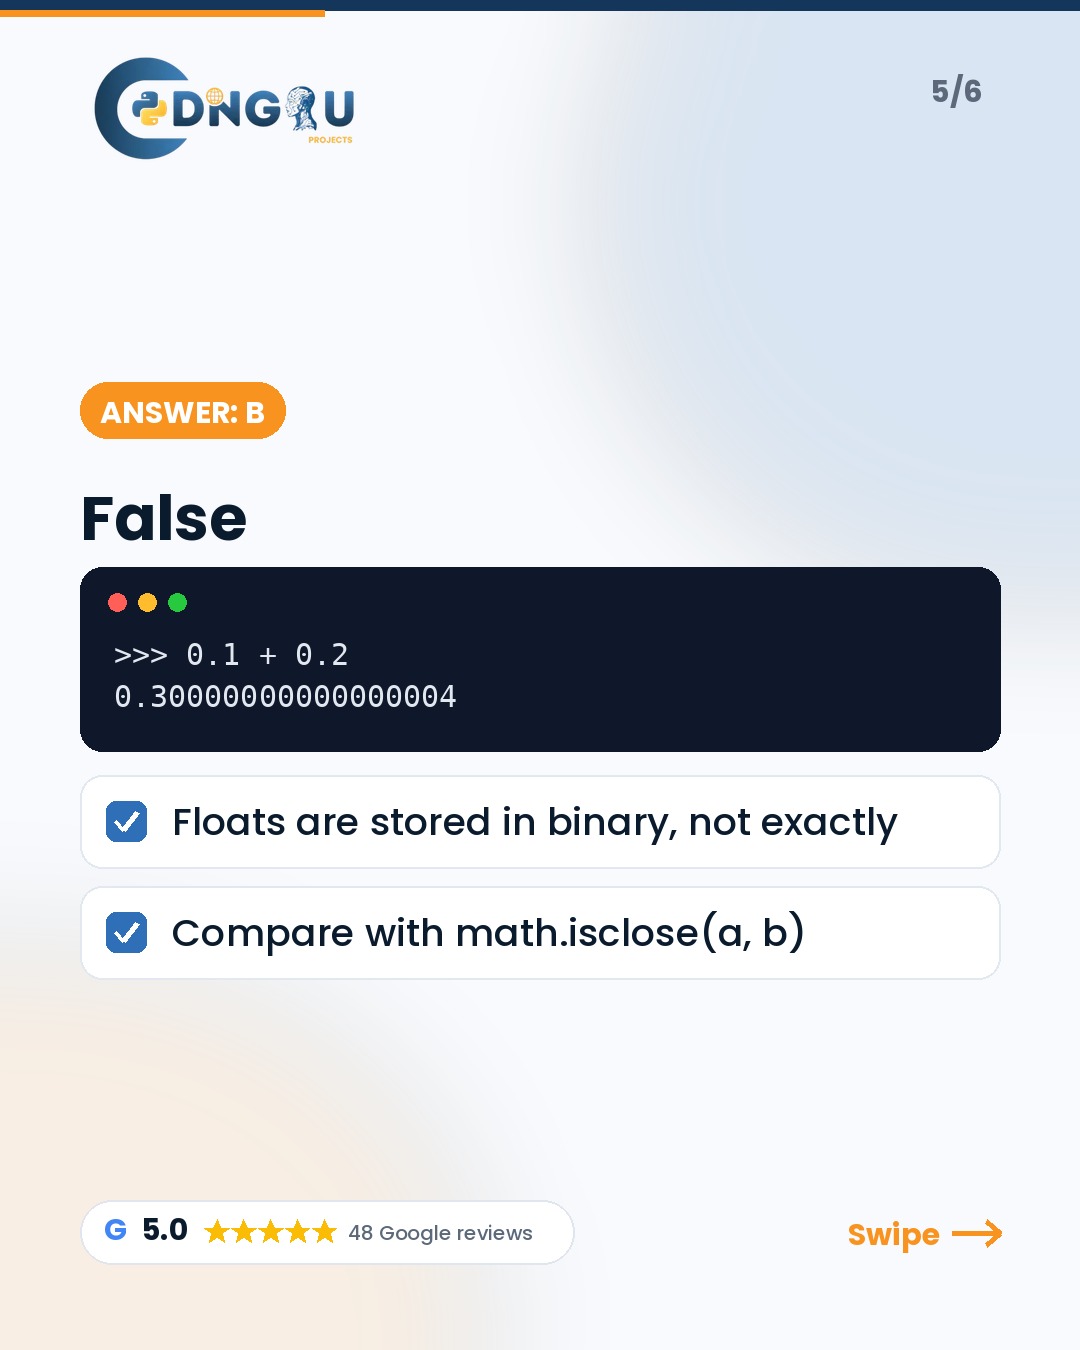 CDNG U
PROJECTS
5/6
ANSWER: B
False
>>> 0.1 + 0.2
0.30000000000000004
Floats are stored in binary, not exactly
Compare with math.isclose(a, b)
G 5.0 ★★★★★ 48 Google reviews
Swipe →